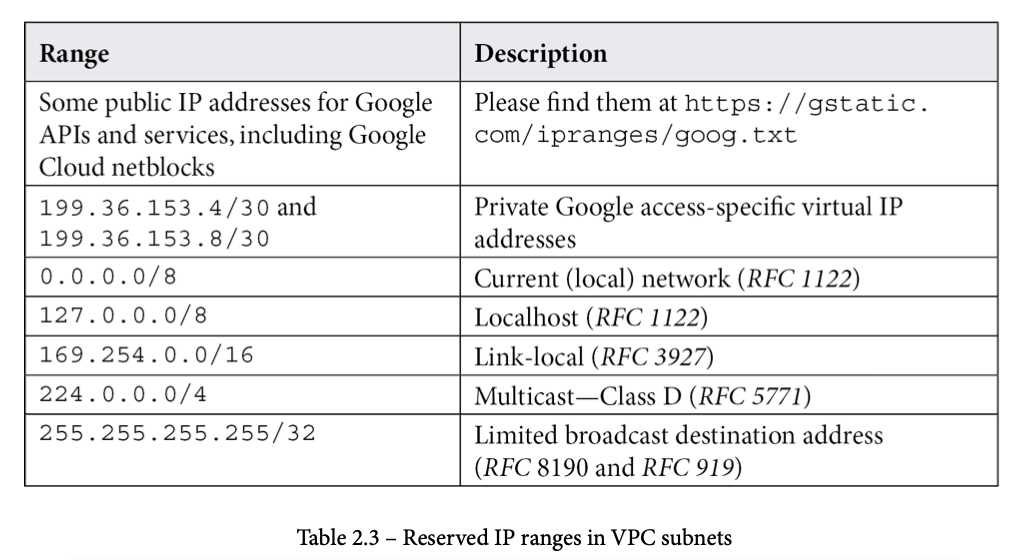 Range Description
Some public IP addresses for Google
APIs and services, including Google
Cloud netblocks
Please find them at https://gstatic.
com/ipranges/goog.txt
199.36.153.4/30 and
199.36.153.8/30
Private Google access-specific virtual IP
addresses
0.0.0.0/8 Current (local) network (RFC 1122)
127.0.0.0/8 Localhost (RFC 1122)
169.254.0.0/16 Link-local (RFC 3927)
224.0.0.0/4 Multicast—Class D (RFC 5771)
255.255.255.255/32 Limited broadcast destination address
(RFC 8190 and RFC 919)
Table 2.3 – Reserved IP ranges in VPC subnets